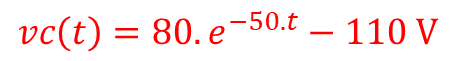 vc(t) = 80. e^{−50.t} − 110 V